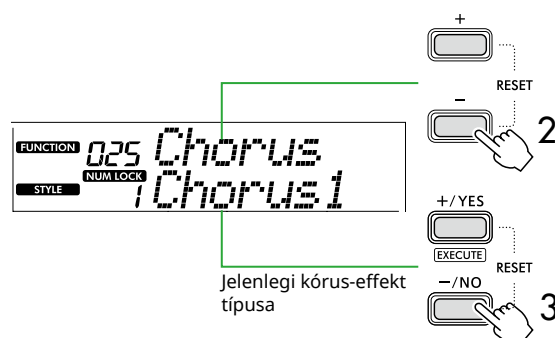 +
RESET
−
2
FUNCTION 025 Chorus
NUM LOCK
STYLE 1 Chorus1
+/YES
EXECUTE
RESET
−/NO
3
Jelenlegi kórus-effekt
típusa